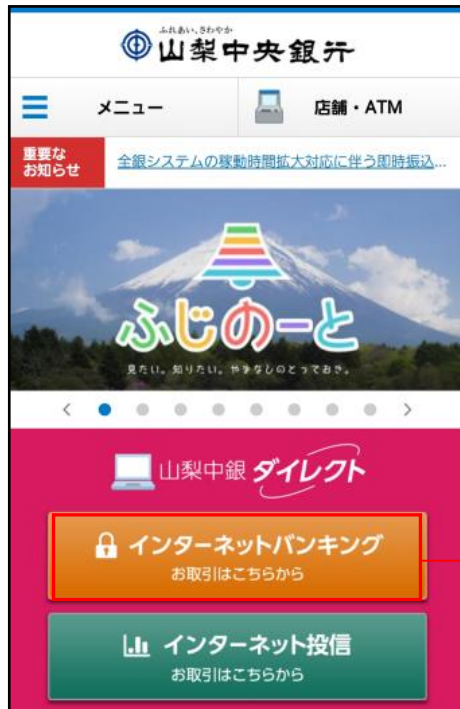 ふれあい、さわやか
山梨中央銀行
メニュー
店舗・ATM
重要な
お知らせ
全銀システムの稼動時間拡大対応に伴う即時振込...
ふじのーと
見たい。知りたい。やまなしのとっておき。
山梨中銀 ダイレクト
インターネットバンキング
お取引はこちらから
インターネット投信
お取引はこちらから